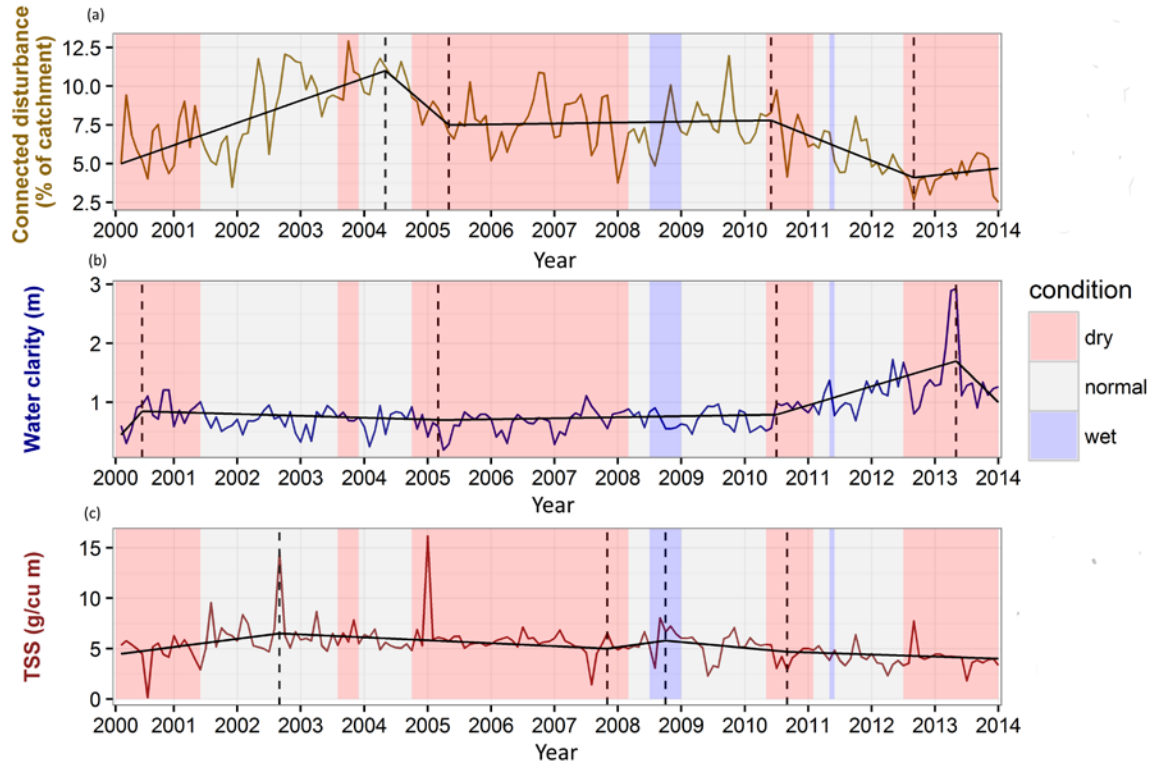 (a)
Connected disturbance
(% of catchment)
12.5
10.0
7.5
5.0
2.5
2000 2001 2002 2003 2004 2005 2006 2007 2008 2009 2010 2011 2012 2013 2014
Year
(b)
Water clarity (m)
3
2
1
2000 2001 2002 2003 2004 2005 2006 2007 2008 2009 2010 2011 2012 2013 2014
Year
condition
dry
normal
wet
(c)
TSS (g/cu m)
15
10
5
0
2000 2001 2002 2003 2004 2005 2006 2007 2008 2009 2010 2011 2012 2013 2014
Year